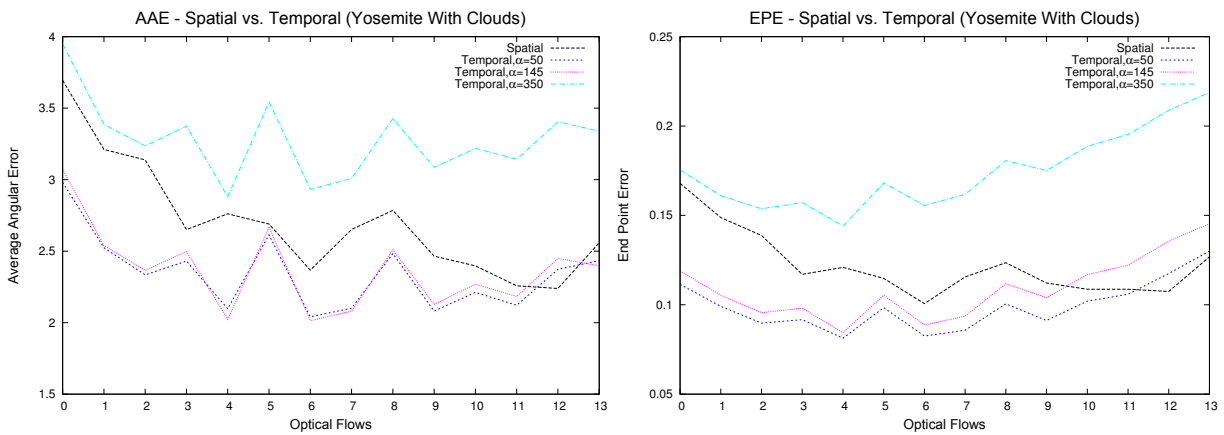 AAE - Spatial vs. Temporal (Yosemite With Clouds)
4
3.5
3
2.5
2
1.5
Average Angular Error
0 1 2 3 4 5 6 7 8 9 10 11 12 13
Optical Flows
Spatial
Temporal,α=50
Temporal,α=145
Temporal,α=350
EPE - Spatial vs. Temporal (Yosemite With Clouds)
0.25
0.2
0.15
0.1
0.05
End Point Error
0 1 2 3 4 5 6 7 8 9 10 11 12 13
Optical Flows
Spatial
Temporal,α=50
Temporal,α=145
Temporal,α=350